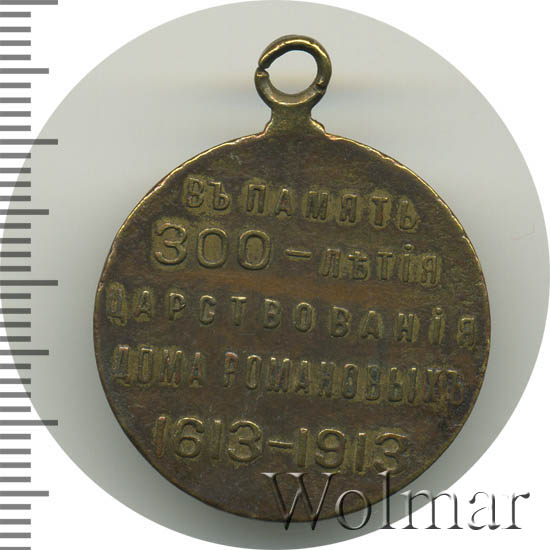 ВЪ ПАМЯТЬ
300-ЛѢТІЯ
ЦАРСТВОВАНІЯ
ДОМА РОМАНОВЫХЪ
1613-1913
Wolmar